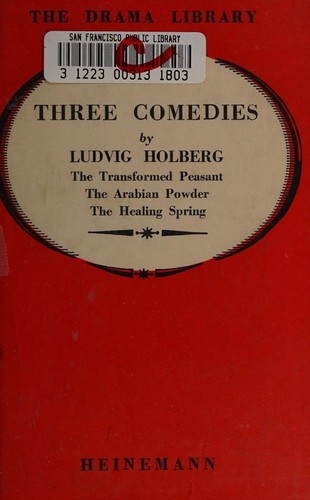 THE DRAMA LIBRARY
SAN FRANCISCO PUBLIC LIBRARY
3 1223 00313 1803
THREE COMEDIES
by
LUDVIG HOLBERG
The Transformed Peasant
The Arabian Powder
The Healing Spring
HEINEMANN